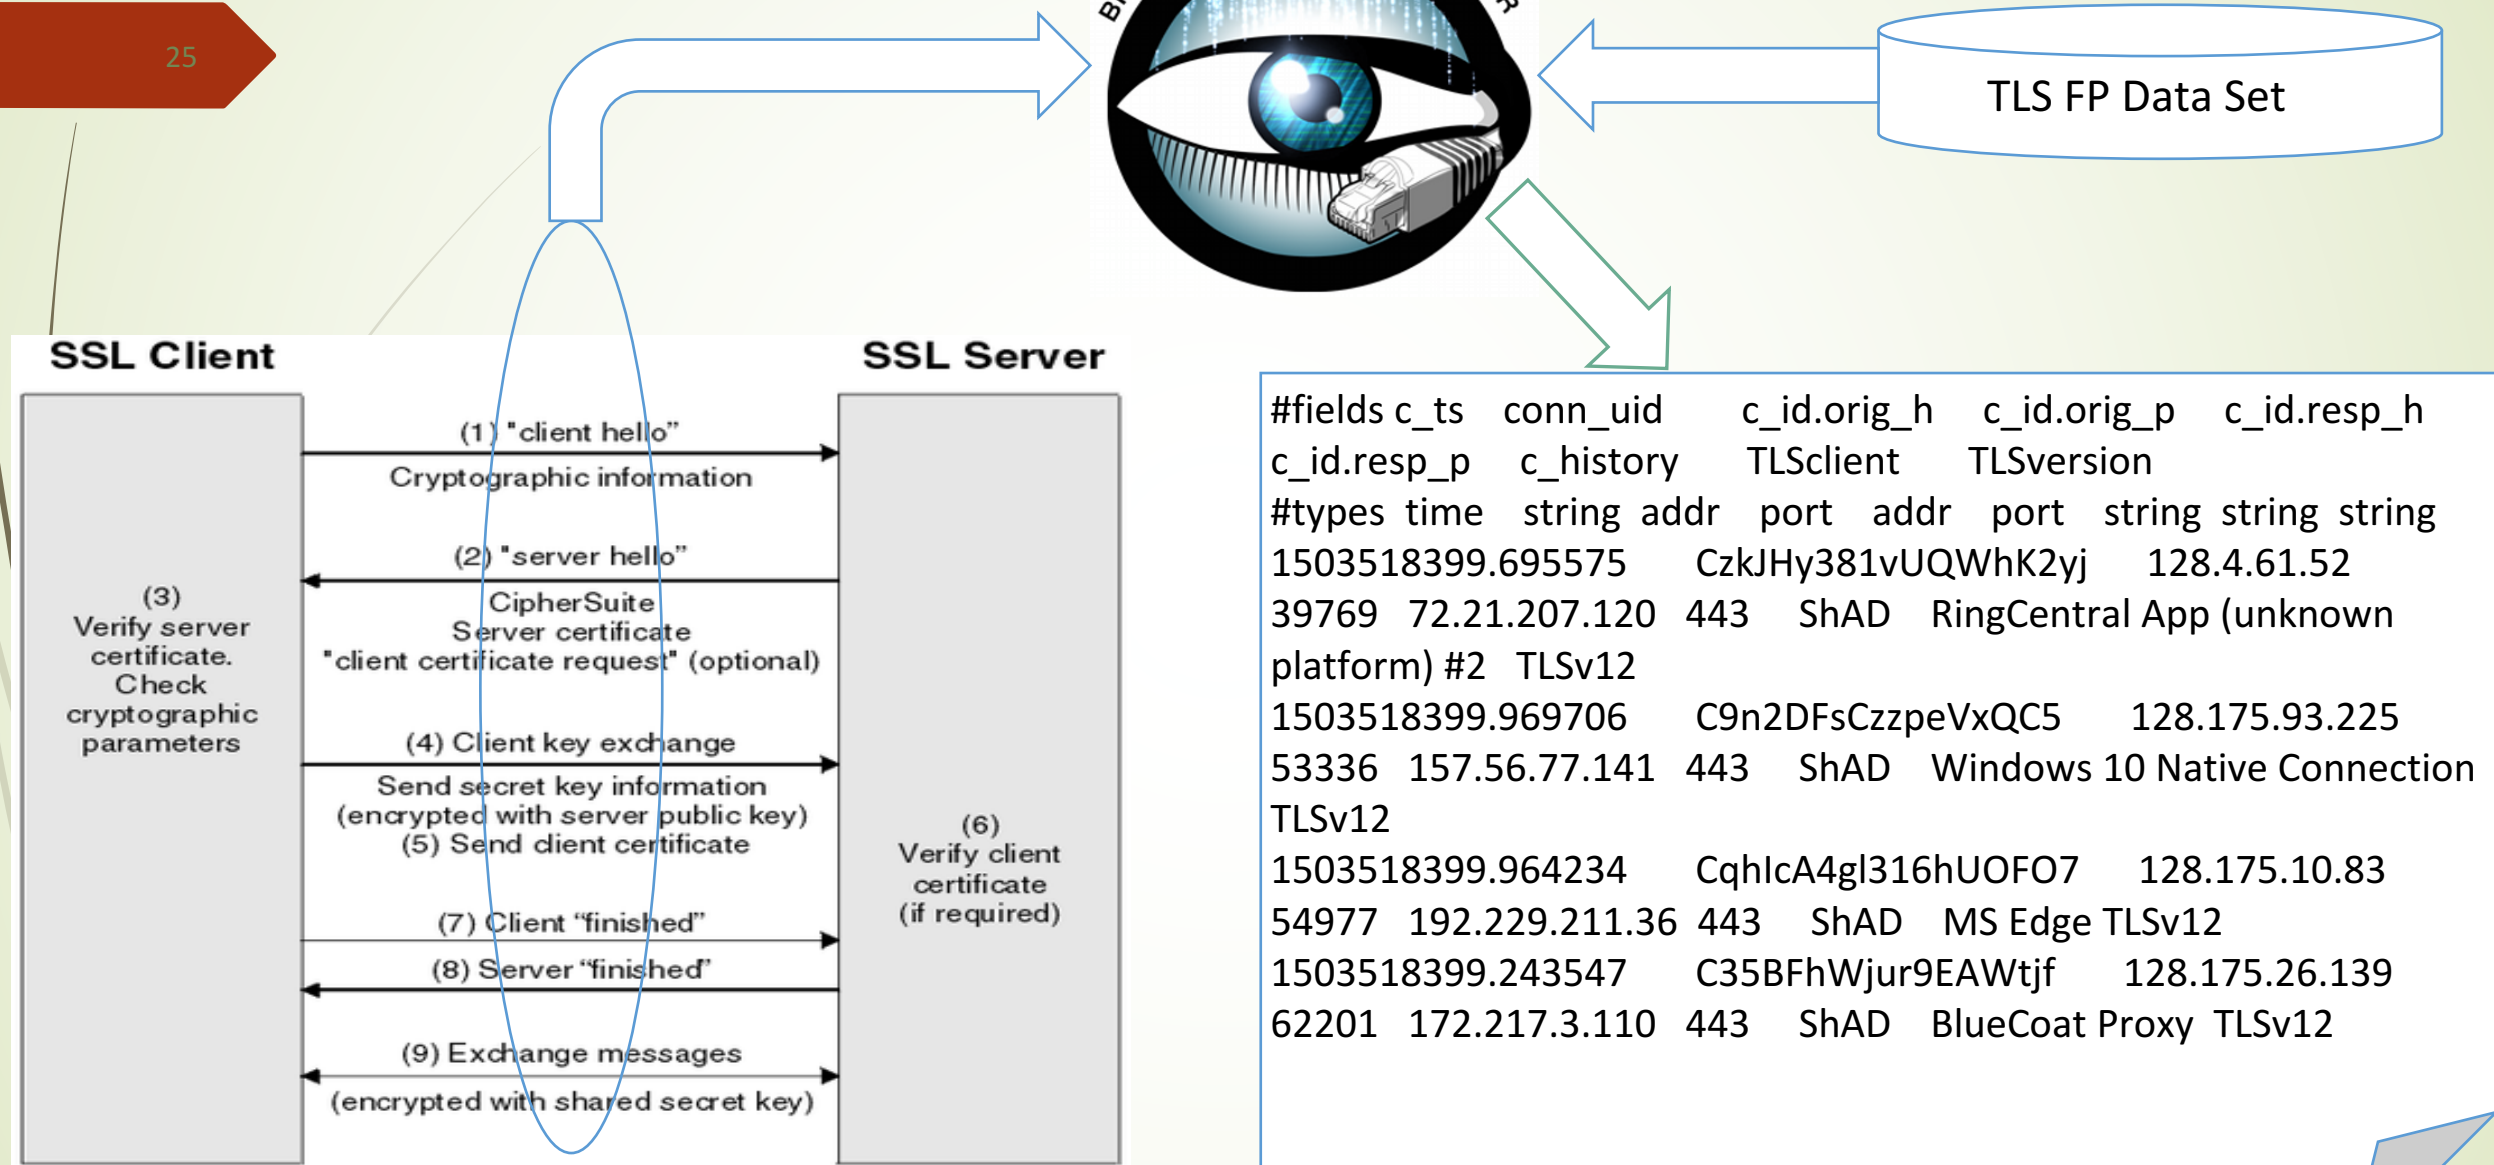 25
TLS FP Data Set
SSL Client
SSL Server
(1) "client hello"
Cryptographic information
(2) "server hello"
CipherSuite
Server certificate
"client certificate request" (optional)
(3)
Verify server
certificate.
Check
cryptographic
parameters
(4) Client key exchange
Send secret key information
(encrypted with server public key)
(5) Send client certificate
(6)
Verify client
certificate
(if required)
(7) Client “finished”
(8) Server “finished”
(9) Exchange messages
(encrypted with shared secret key)
#fields c_ts conn_uid c_id.orig_h c_id.orig_p c_id.resp_h
c_id.resp_p c_history TLSclient TLSversion
#types time string addr port addr port string string string
1503518399.695575 CzkJHy381vUQWhK2yj 128.4.61.52
39769 72.21.207.120 443 ShAD RingCentral App (unknown
platform) #2 TLSv12
1503518399.969706 C9n2DFsCzzpeVxQC5 128.175.93.225
53336 157.56.77.141 443 ShAD Windows 10 Native Connection
TLSv12
1503518399.964234 CqhIcA4gl316hUOFO7 128.175.10.83
54977 192.229.211.36 443 ShAD MS Edge TLSv12
1503518399.243547 C35BFhWjur9EAWtjf 128.175.26.139
62201 172.217.3.110 443 ShAD BlueCoat Proxy TLSv12